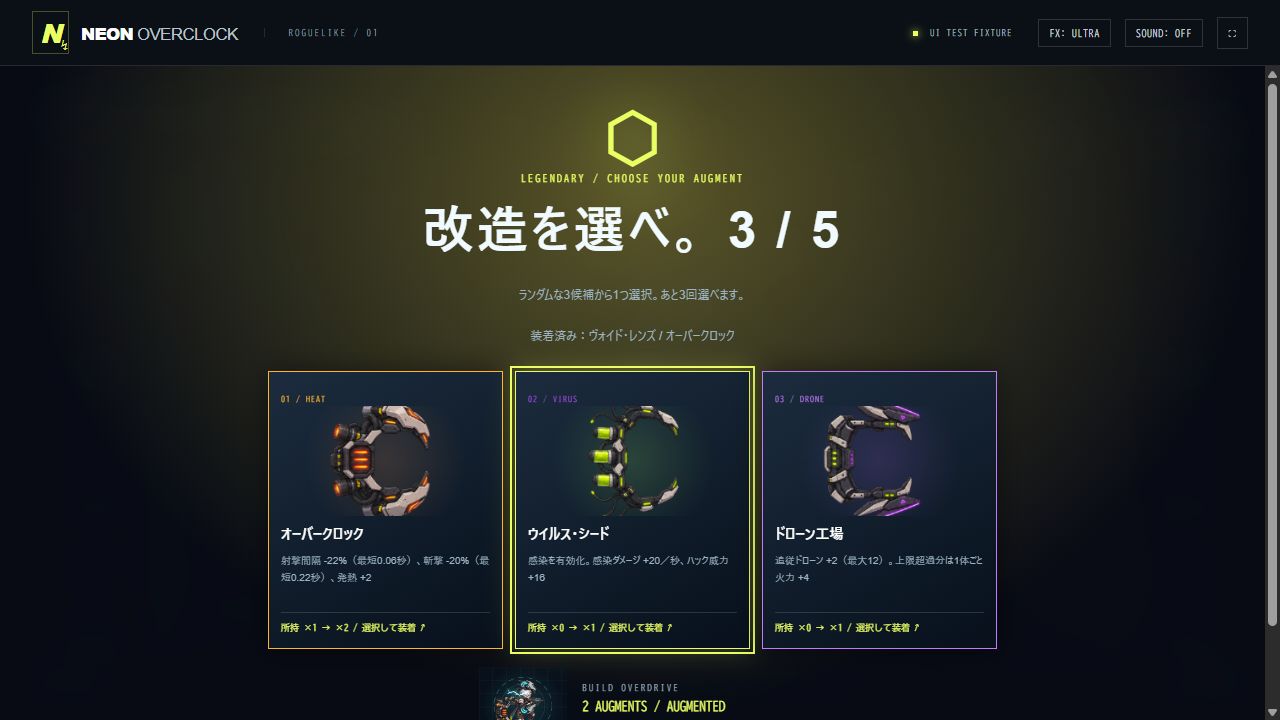 N
NEON OVERCLOCK
ROGUELIKE / 01
UI TEST FIXTURE
FX: ULTRA
SOUND: OFF
LEGENDARY / CHOOSE YOUR AUGMENT
改造を選べ。 3 / 5
ランダムな3候補から1つ選択。あと3回選べます。
装着済み：ヴォイド・レンズ / オーバークロック
01 / HEAT
オーバークロック
射撃間隔 -22%（最短0.06秒）、斬撃 -20%（最
短0.22秒）、発熱 +2
所持 ×1 → ×2 / 選択して装着 ↗
02 / VIRUS
ウイルス・シード
感染を有効化。感染ダメージ +20／秒、ハック威力
+16
所持 ×0 → ×1 / 選択して装着 ↗
03 / DRONE
ドローン工場
追従ドローン +2（最大12）。上限超過分は1体ごと
火力 +4
所持 ×0 → ×1 / 選択して装着 ↗
BUILD OVERDRIVE
2 AUGMENTS / AUGMENTED